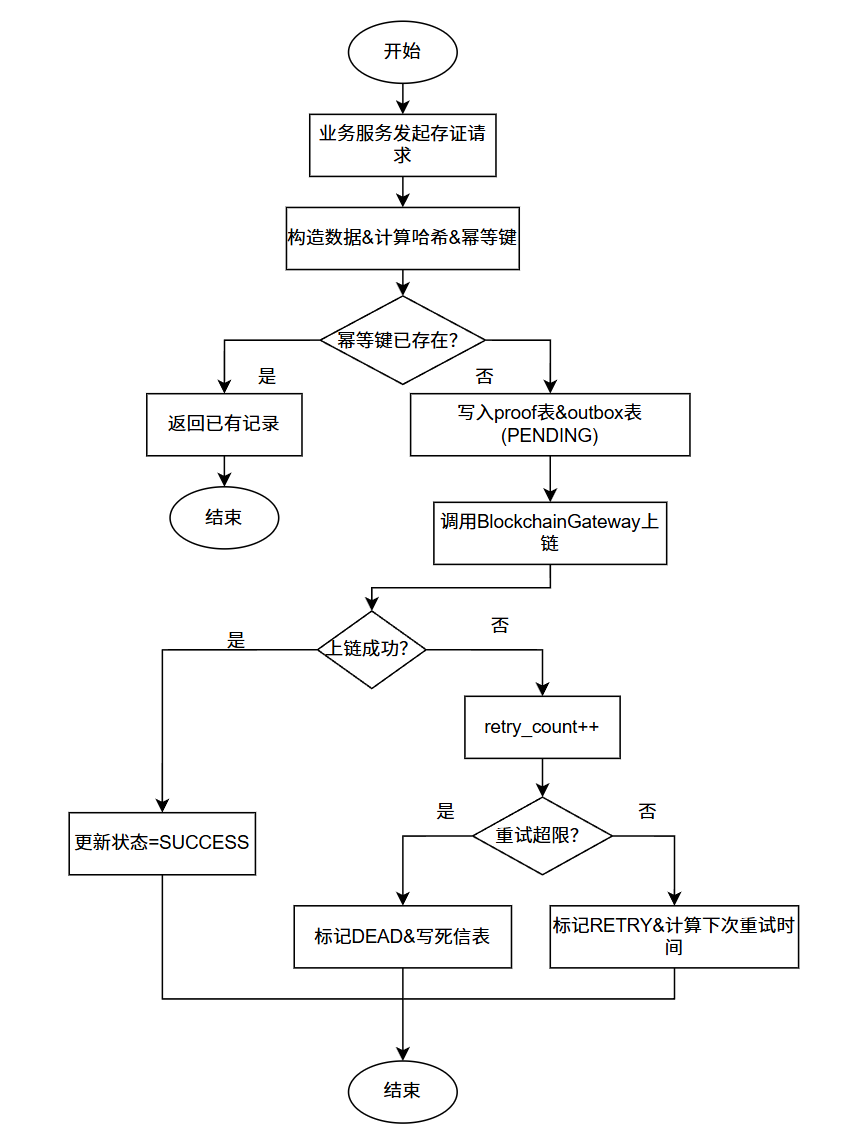 开始
业务服务发起存证请
求
构造数据&计算哈希&幂等键
幂等键已存在?
是
否
返回已有记录
写入proof表&outbox表
(PENDING)
结束
调用BlockchainGateway上
链
上链成功?
是
否
retry_count++
重试超限?
是
否
更新状态=SUCCESS
标记DEAD&写死信表
标记RETRY&计算下次重试时
间
结束